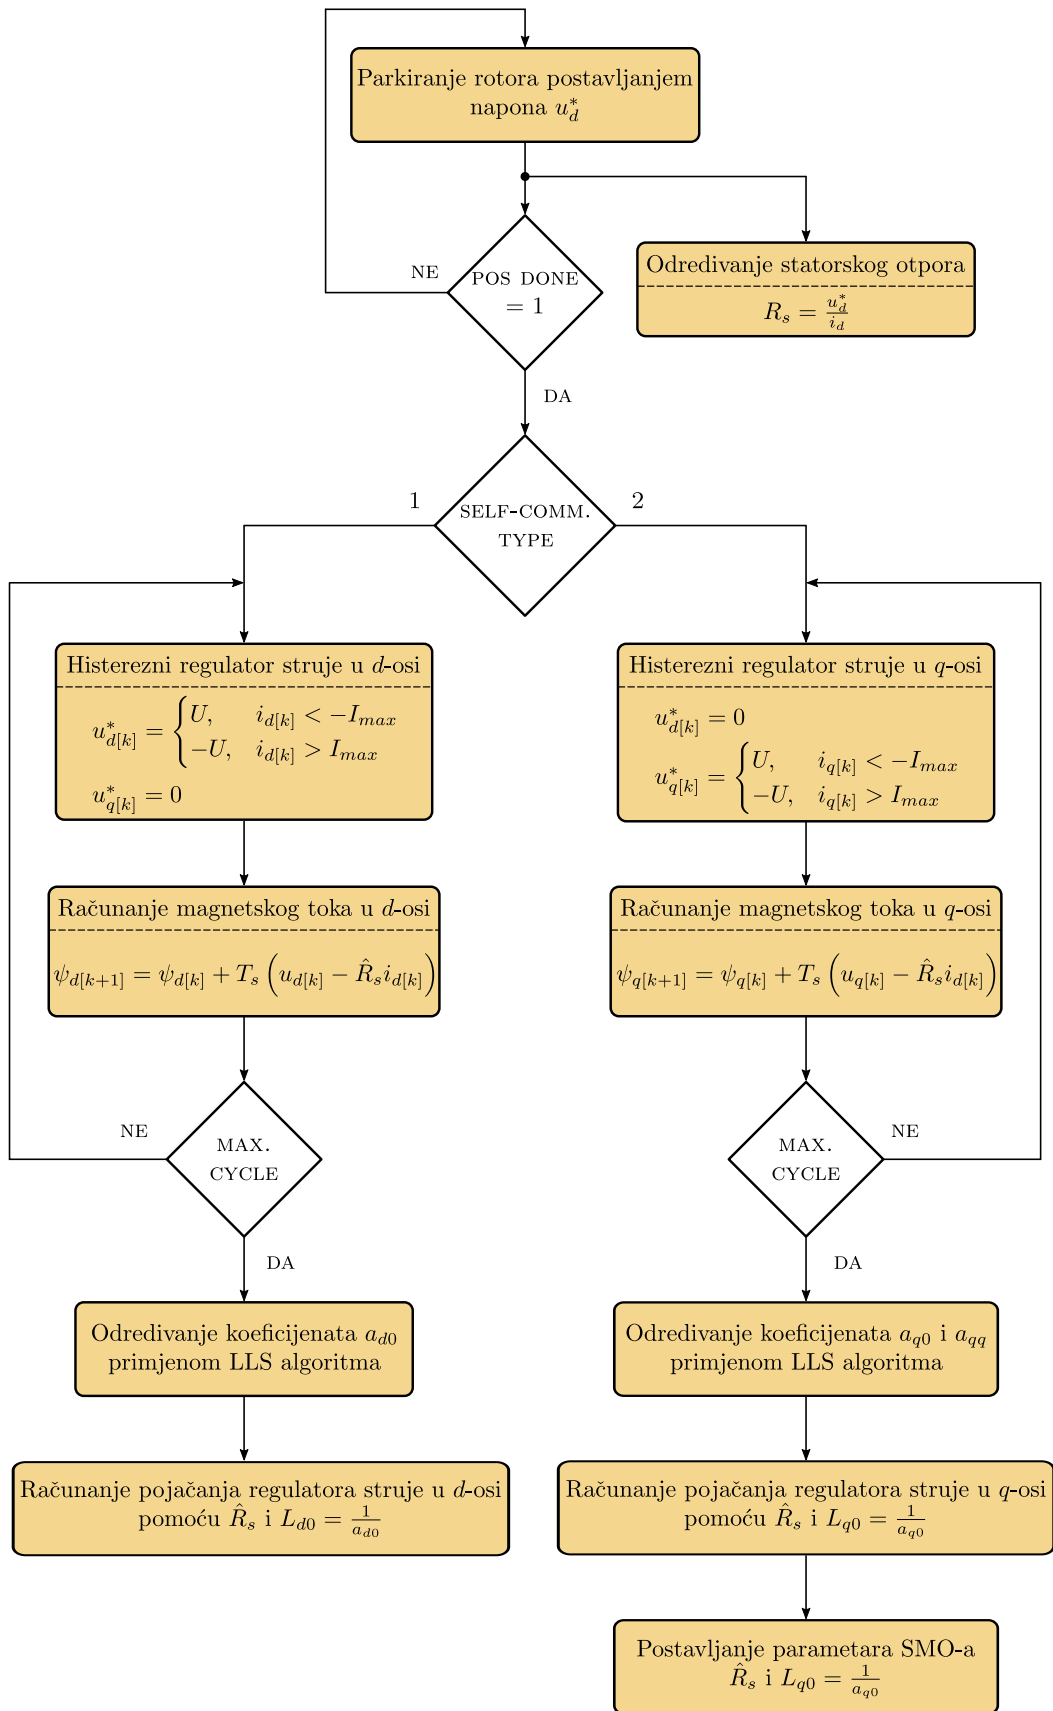 Parkiranje rotora postavljanjem
napona $u_d^*$
NE
POS DONE
= 1
Odredivanje statorskog otpora
$R_s = \frac{u_d^*}{i_d}$
DA
1
SELF-COMM.
TYPE
2
Histerezni regulator struje u $d$-osi
$u_{d[k]}^* = \begin{cases} U, & i_{d[k]} < -I_{max} \\ -U, & i_{d[k]} > I_{max} \end{cases}$
$u_{q[k]}^* = 0$
Histerezni regulator struje u $q$-osi
$u_{d[k]}^* = 0$
$u_{q[k]}^* = \begin{cases} U, & i_{q[k]} < -I_{max} \\ -U, & i_{q[k]} > I_{max} \end{cases}$
Računanje magnetskog toka u $d$-osi
$\psi_{d[k+1]} = \psi_{d[k]} + T_s \left( u_{d[k]} - \hat{R}_s i_{d[k]} \right)$
Računanje magnetskog toka u $q$-osi
$\psi_{q[k+1]} = \psi_{q[k]} + T_s \left( u_{q[k]} - \hat{R}_s i_{d[k]} \right)$
NE
MAX.
CYCLE
MAX.
CYCLE
NE
DA
DA
Odredivanje koeficijenata $a_{d0}$
primjenom LLS algoritma
Odredivanje koeficijenata $a_{q0}$ i $a_{qq}$
primjenom LLS algoritma
Računanje pojačanja regulatora struje u $d$-osi
pomoću $\hat{R}_s$ i $L_{d0} = \frac{1}{a_{d0}}$
Računanje pojačanja regulatora struje u $q$-osi
pomoću $\hat{R}_s$ i $L_{q0} = \frac{1}{a_{q0}}$
Postavljanje parametara SMO-a
$\hat{R}_s$ i $L_{q0} = \frac{1}{a_{q0}}$